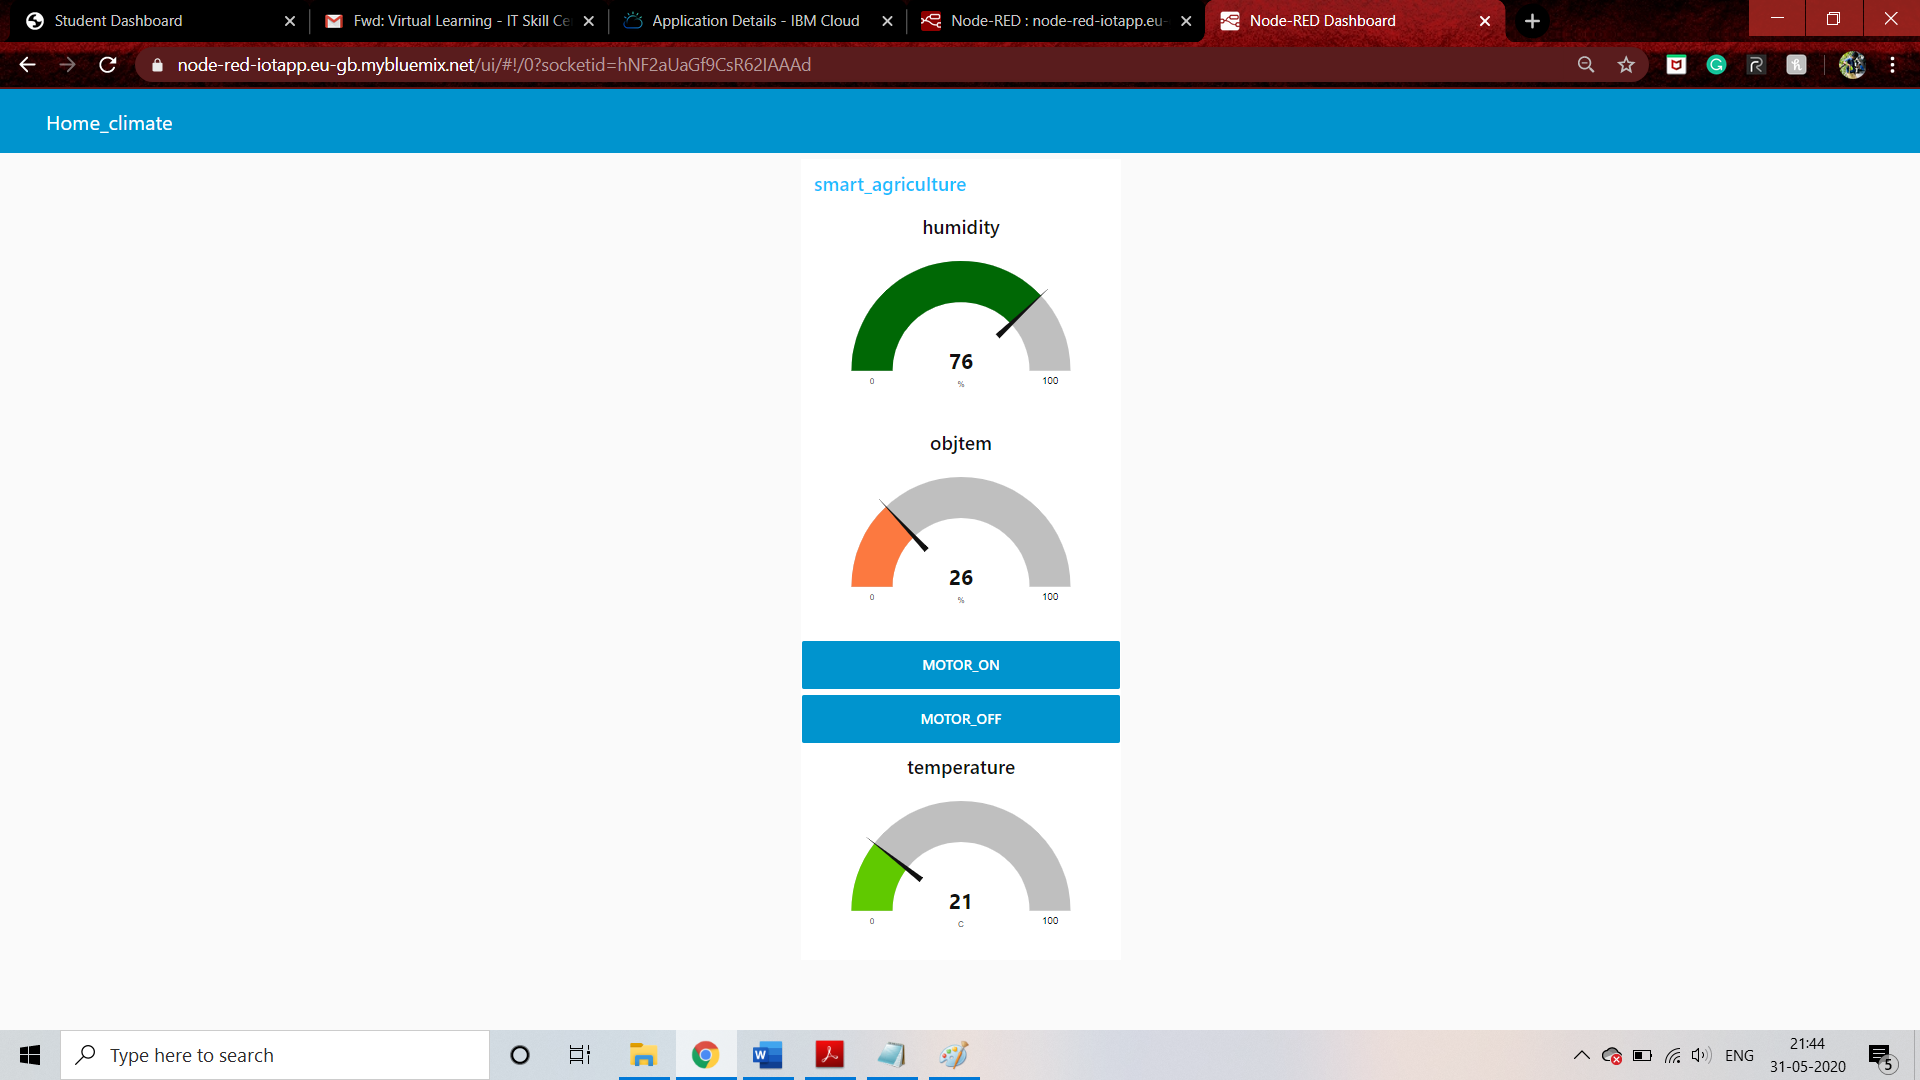 Student Dashboard
Fwd: Virtual Learning - IT Skill Ce
Application Details - IBM Cloud
Node-RED : node-red-iotapp.eu-
Node-RED Dashboard
node-red-iotapp.eu-gb.mybluemix.net/ui/#!/0?socketid=hNF2aUaGf9CsR62IAAAd
Home_climate
smart_agriculture
humidity
76
%
0
100
objtem
26
%
0
100
MOTOR_ON
MOTOR_OFF
temperature
21
C
0
100
Type here to search
ENG
21:44
31-05-2020
5